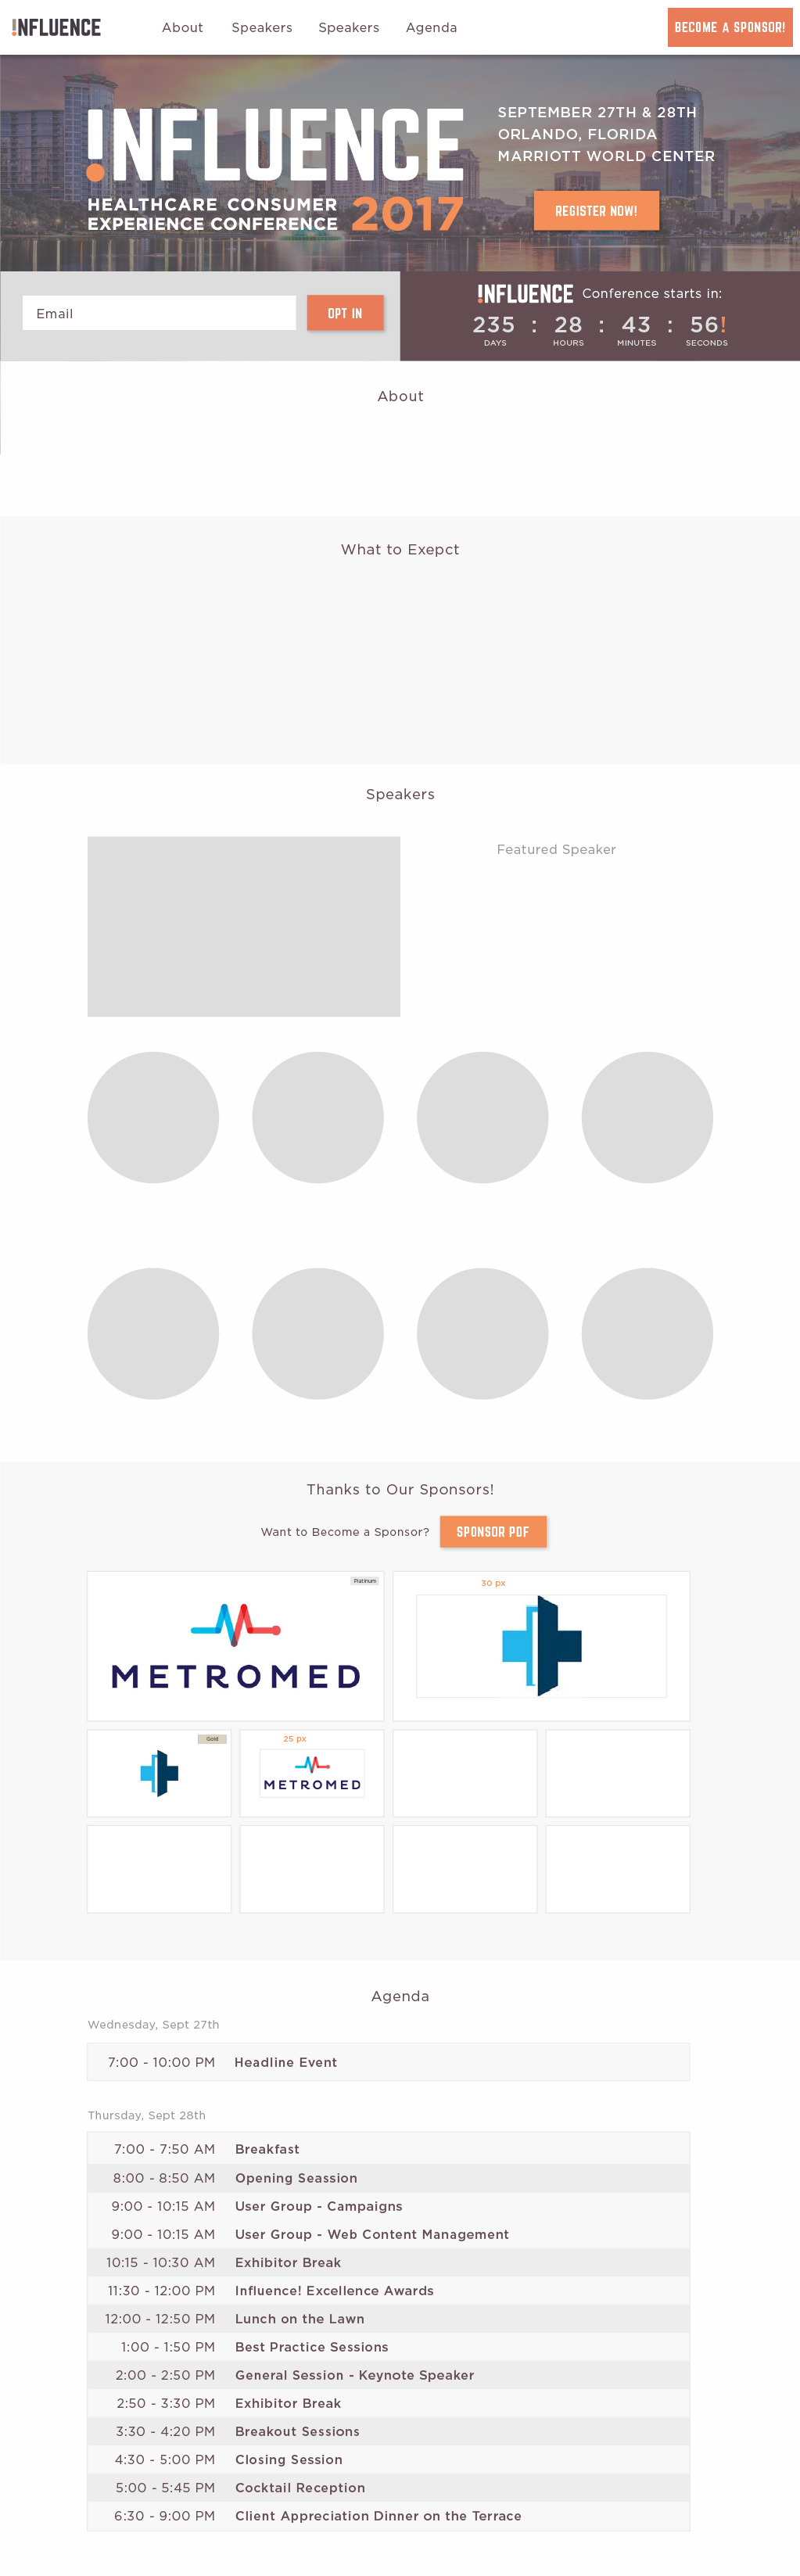 !NFLUENCE
About
Speakers
Speakers
Agenda
BECOME A SPONSOR!
!NFLUENCE
HEALTHCARE CONSUMER
EXPERIENCE CONFERENCE 2017
SEPTEMBER 27TH & 28TH
ORLANDO, FLORIDA
MARRIOTT WORLD CENTER
REGISTER NOW!
Email
OPT IN
!NFLUENCE Conference starts in:
235 : 28 : 43 : 56!
DAYS HOURS MINUTES SECONDS
About
What to Exepct
Speakers
Featured Speaker
Thanks to Our Sponsors!
Want to Become a Sponsor?
SPONSOR PDF
Platinum
METROMED
30 px
Gold
25 px
METROMED
Agenda
Wednesday, Sept 27th
7:00 - 10:00 PM Headline Event
Thursday, Sept 28th
7:00 - 7:50 AM Breakfast
8:00 - 8:50 AM Opening Seassion
9:00 - 10:15 AM User Group - Campaigns
9:00 - 10:15 AM User Group - Web Content Management
10:15 - 10:30 AM Exhibitor Break
11:30 - 12:00 PM Influence! Excellence Awards
12:00 - 12:50 PM Lunch on the Lawn
1:00 - 1:50 PM Best Practice Sessions
2:00 - 2:50 PM General Session - Keynote Speaker
2:50 - 3:30 PM Exhibitor Break
3:30 - 4:20 PM Breakout Sessions
4:30 - 5:00 PM Closing Session
5:00 - 5:45 PM Cocktail Reception
6:30 - 9:00 PM Client Appreciation Dinner on the Terrace